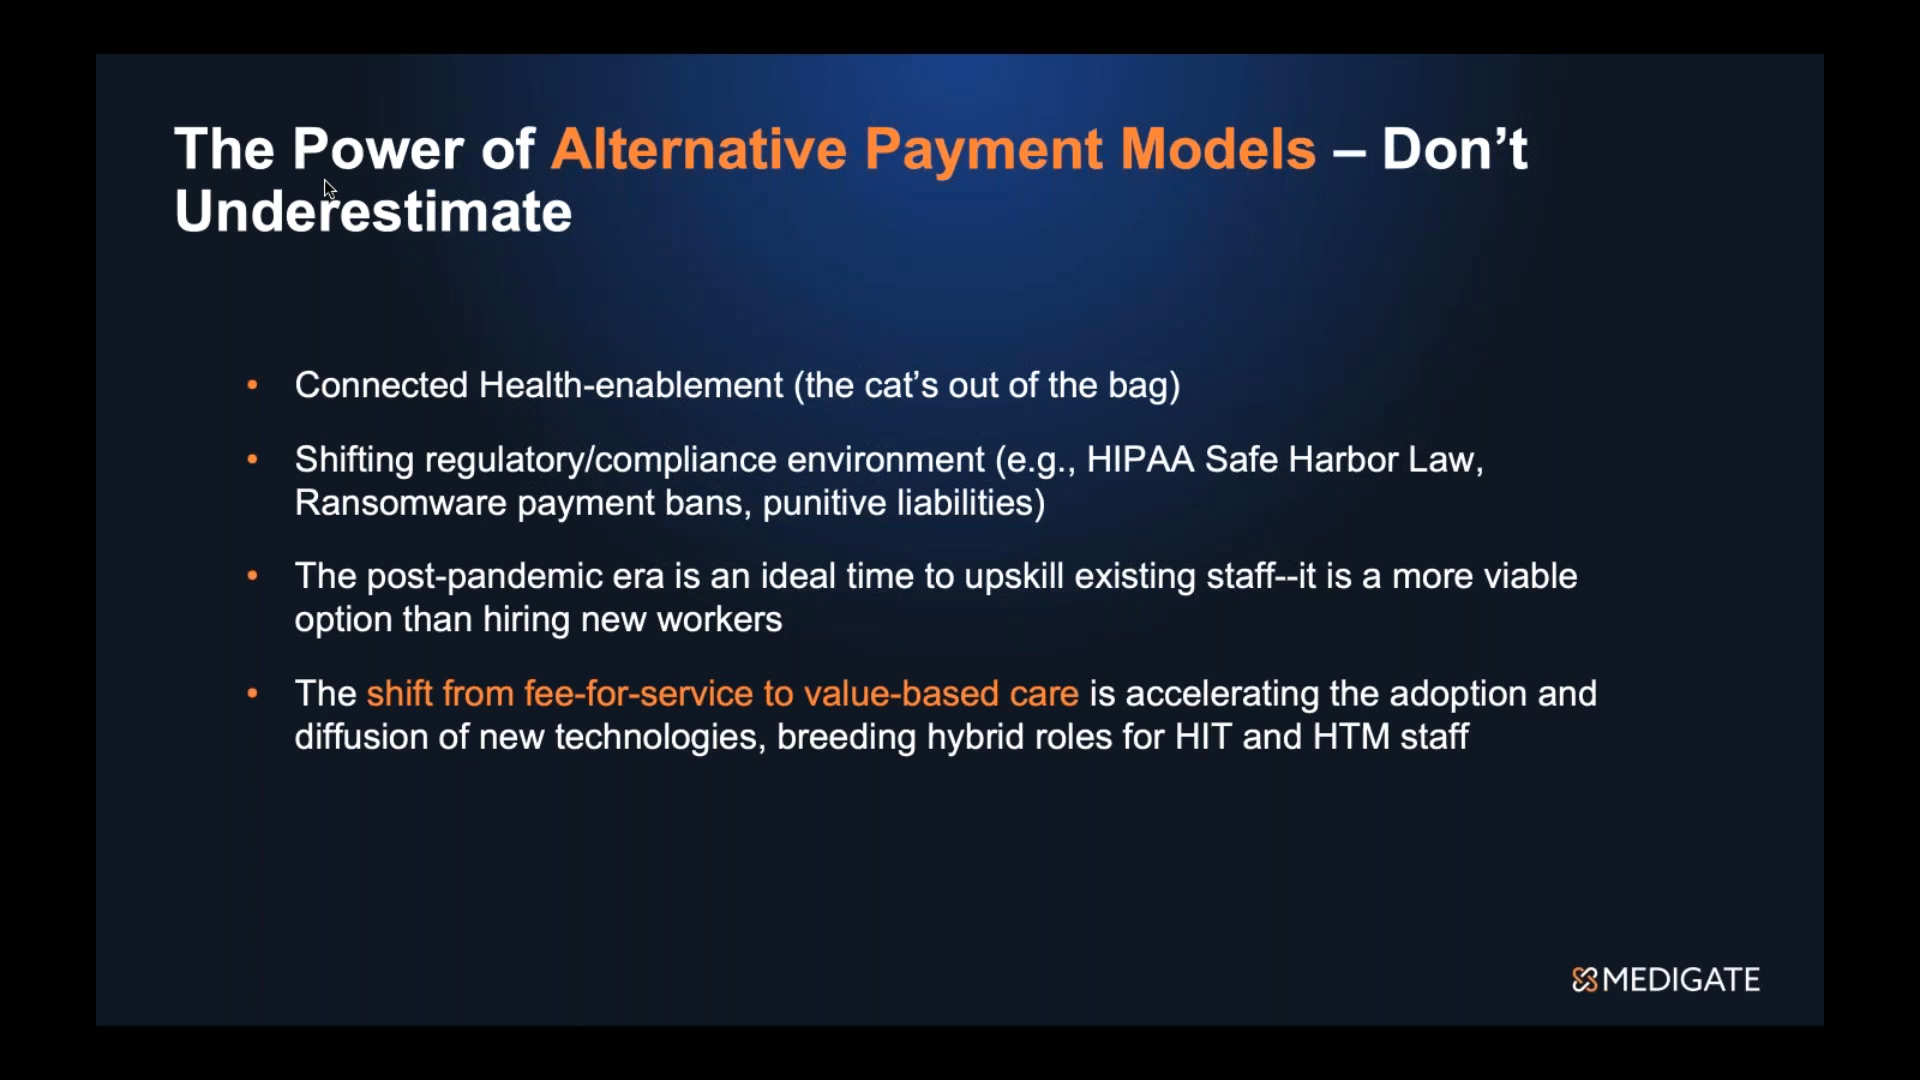 The Power of Alternative Payment Models – Don’t
Underestimate
• Connected Health-enablement (the cat’s out of the bag)
• Shifting regulatory/compliance environment (e.g., HIPAA Safe Harbor Law,
Ransomware payment bans, punitive liabilities)
• The post-pandemic era is an ideal time to upskill existing staff--it is a more viable
option than hiring new workers
• The shift from fee-for-service to value-based care is accelerating the adoption and
diffusion of new technologies, breeding hybrid roles for HIT and HTM staff
MEDIGATE